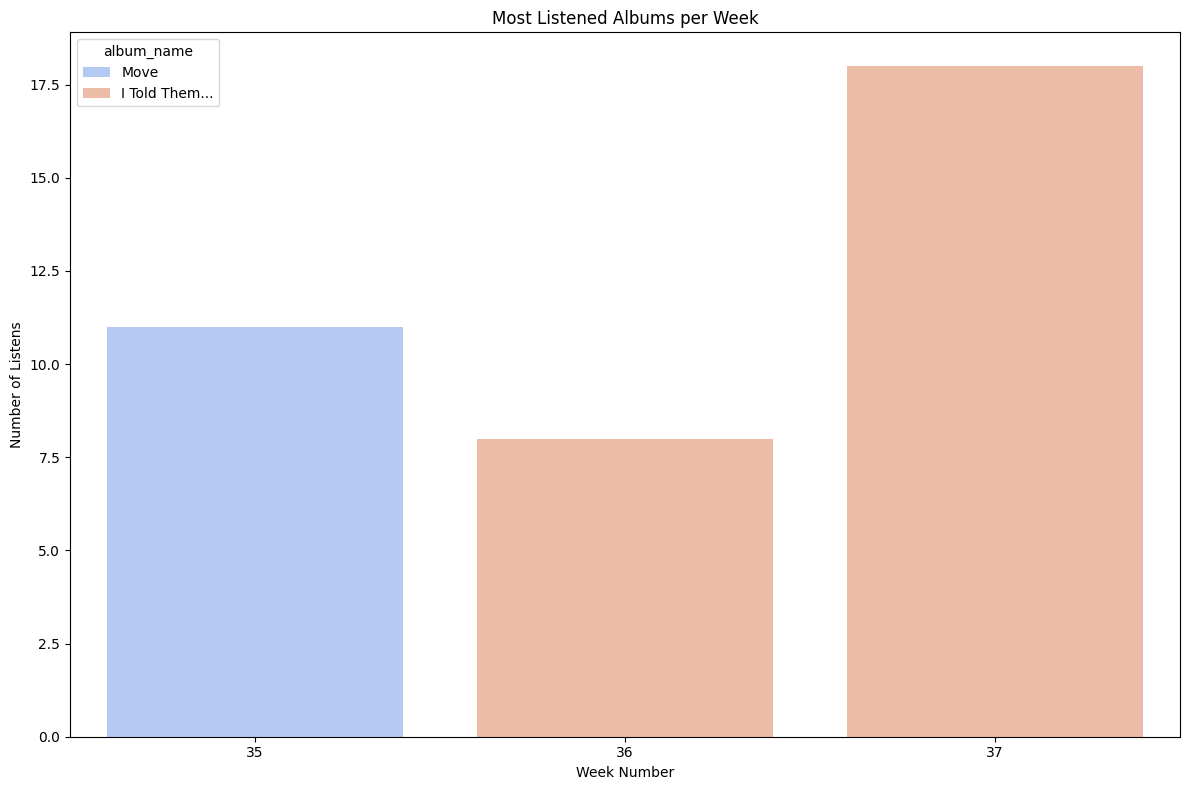 Most Listened Albums per Week
album_name
Move
I Told Them...
17.5
15.0
12.5
10.0
7.5
5.0
2.5
0.0
Number of Listens
35
36
37
Week Number